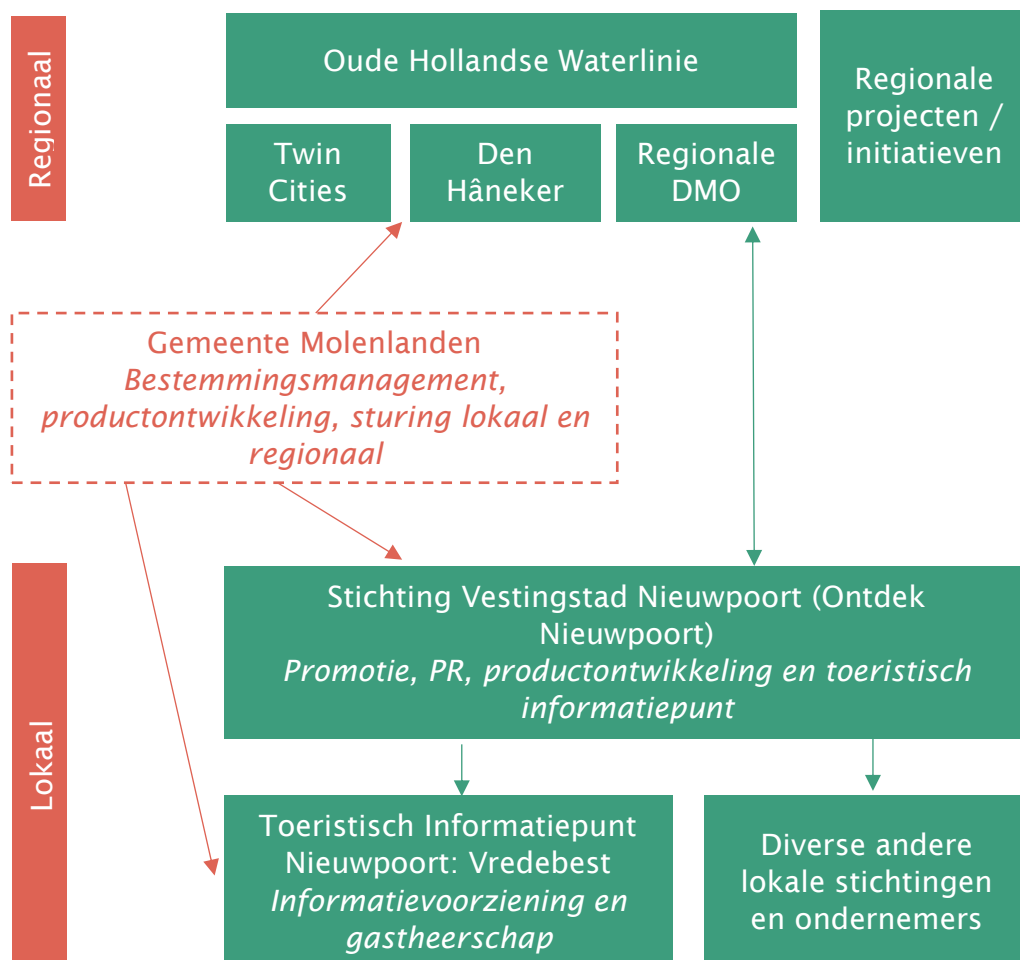 Regionaal
Oude Hollandse Waterlinie
Regionale
projecten /
initiatieven
Twin
Cities
Den
Hâneker
Regionale
DMO
Gemeente Molenlanden
Bestemmingsmanagement,
productontwikkeling, sturing lokaal en
regionaal
Lokaal
Stichting Vestingstad Nieuwpoort (Ontdek
Nieuwpoort)
Promotie, PR, productontwikkeling en toeristisch
informatiepunt
Toeristisch Informatiepunt
Nieuwpoort: Vredebest
Informatievoorziening en
gastheerschap
Diverse andere
lokale stichtingen
en ondernemers